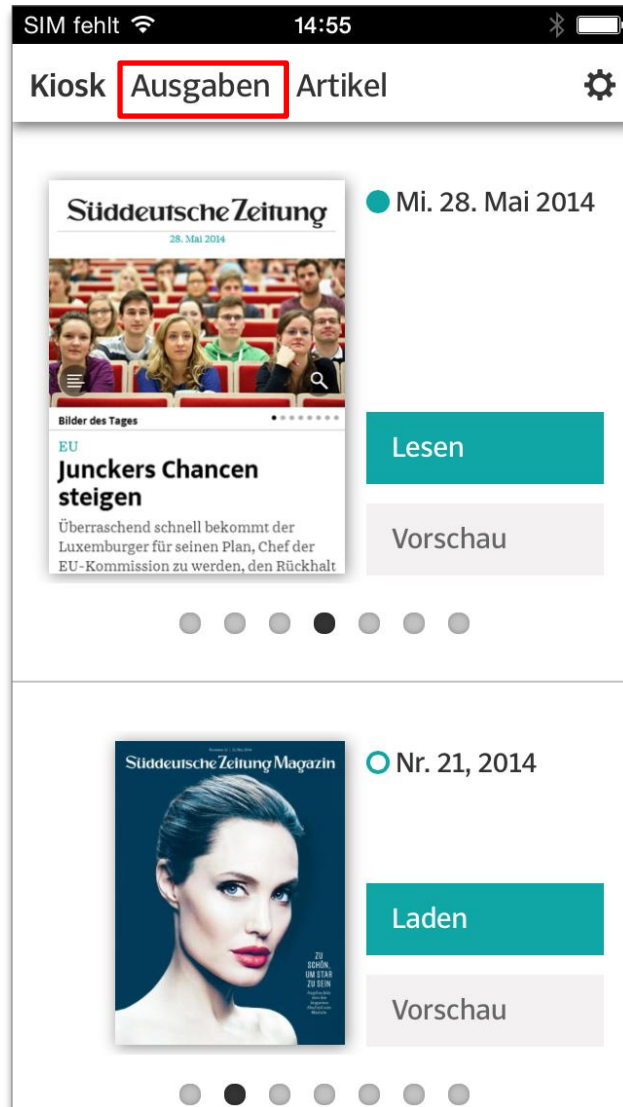 SIM fehlt 14:55
Kiosk Ausgaben Artikel
Süddeutsche Zeitung
28. Mai 2014
Bilder des Tages
EU
Junckers Chancen
steigen
Überraschend schnell bekommt der
Luxemburger für seinen Plan, Chef der
EU-Kommission zu werden, den Rückhalt
Mi. 28. Mai 2014
Lesen
Vorschau
Süddeutsche Zeitung Magazin
ZU
SCHÖN,
UM STAR
ZU SEIN
Nr. 21, 2014
Laden
Vorschau